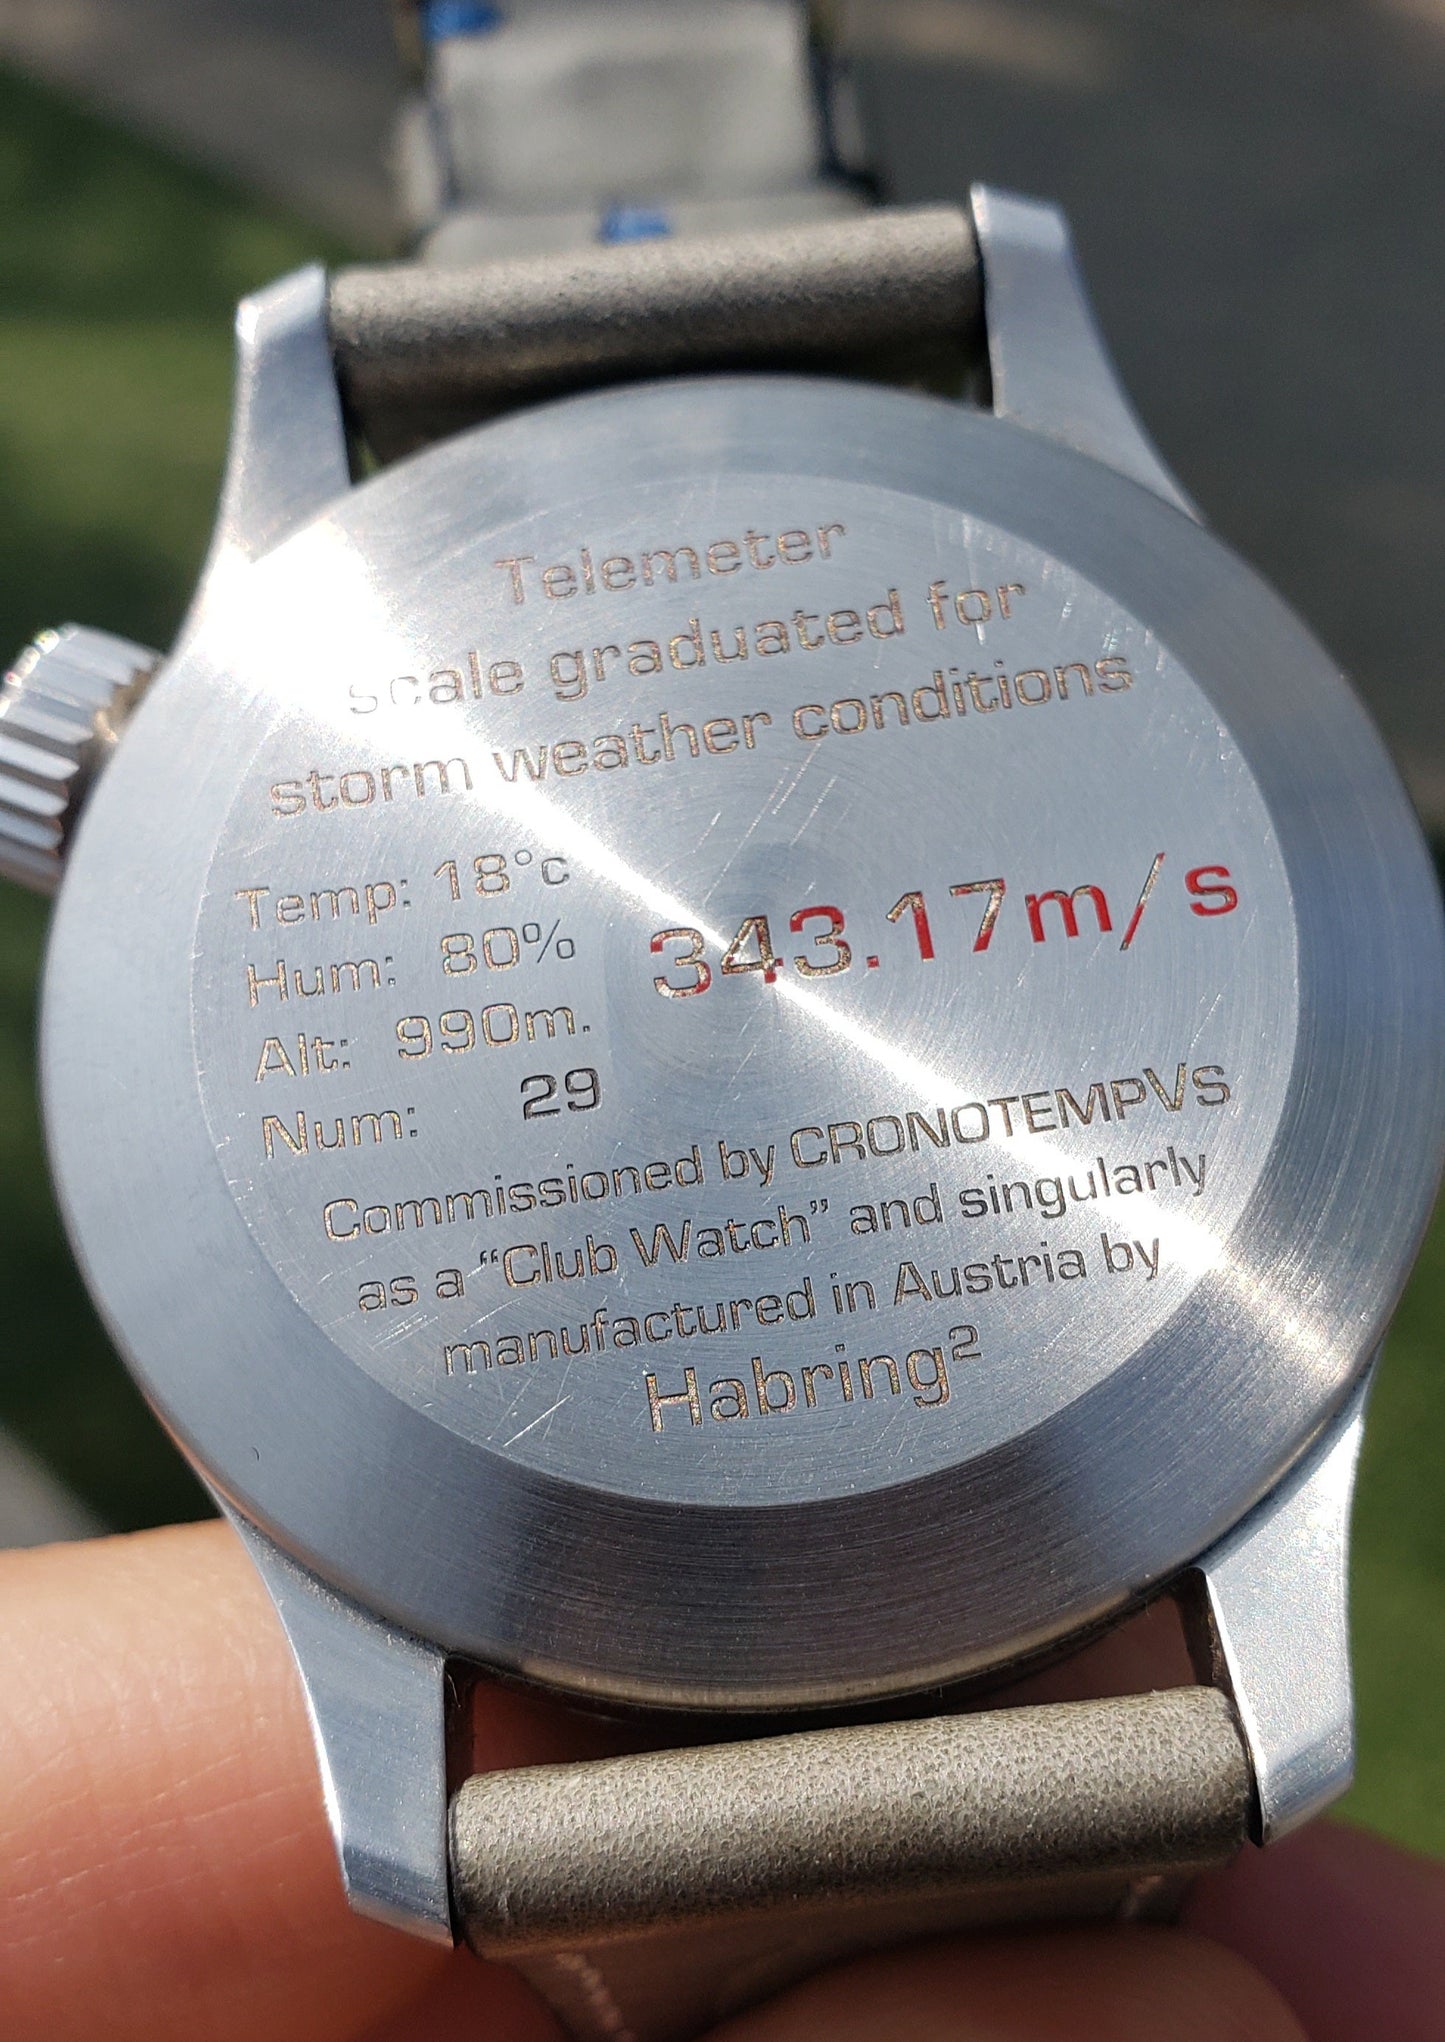 Telemeter
scale graduated for
storm weather conditions
Temp: 18°c
Hum: 80%
Alt: 990m.
Num: 29
343.17m/s
Commissioned by CRONOTEMPVs
as a “Club Watch” and singularly
manufactured in Austria by
Habring²